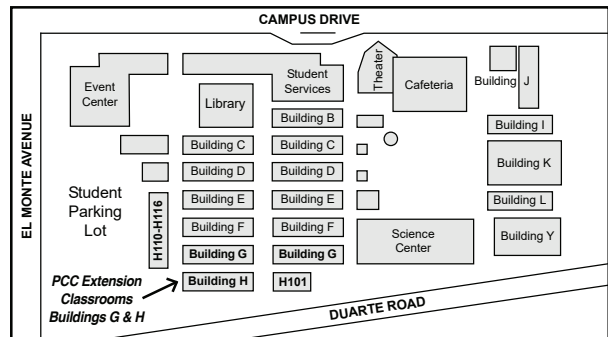 CAMPUS DRIVE
EL MONTE AVENUE
Event
Center
Student
Services
Library
Theater
Cafeteria
Building
J
Building B
Building I
Building C
Building C
Building D
Building D
Building K
Building E
Building E
Building L
Student
Parking
Lot
H110-H116
Building F
Building F
Science
Center
Building Y
Building G
Building G
PCC Extension
Classrooms
Buildings G & H
Building H
H101
DUARTE ROAD